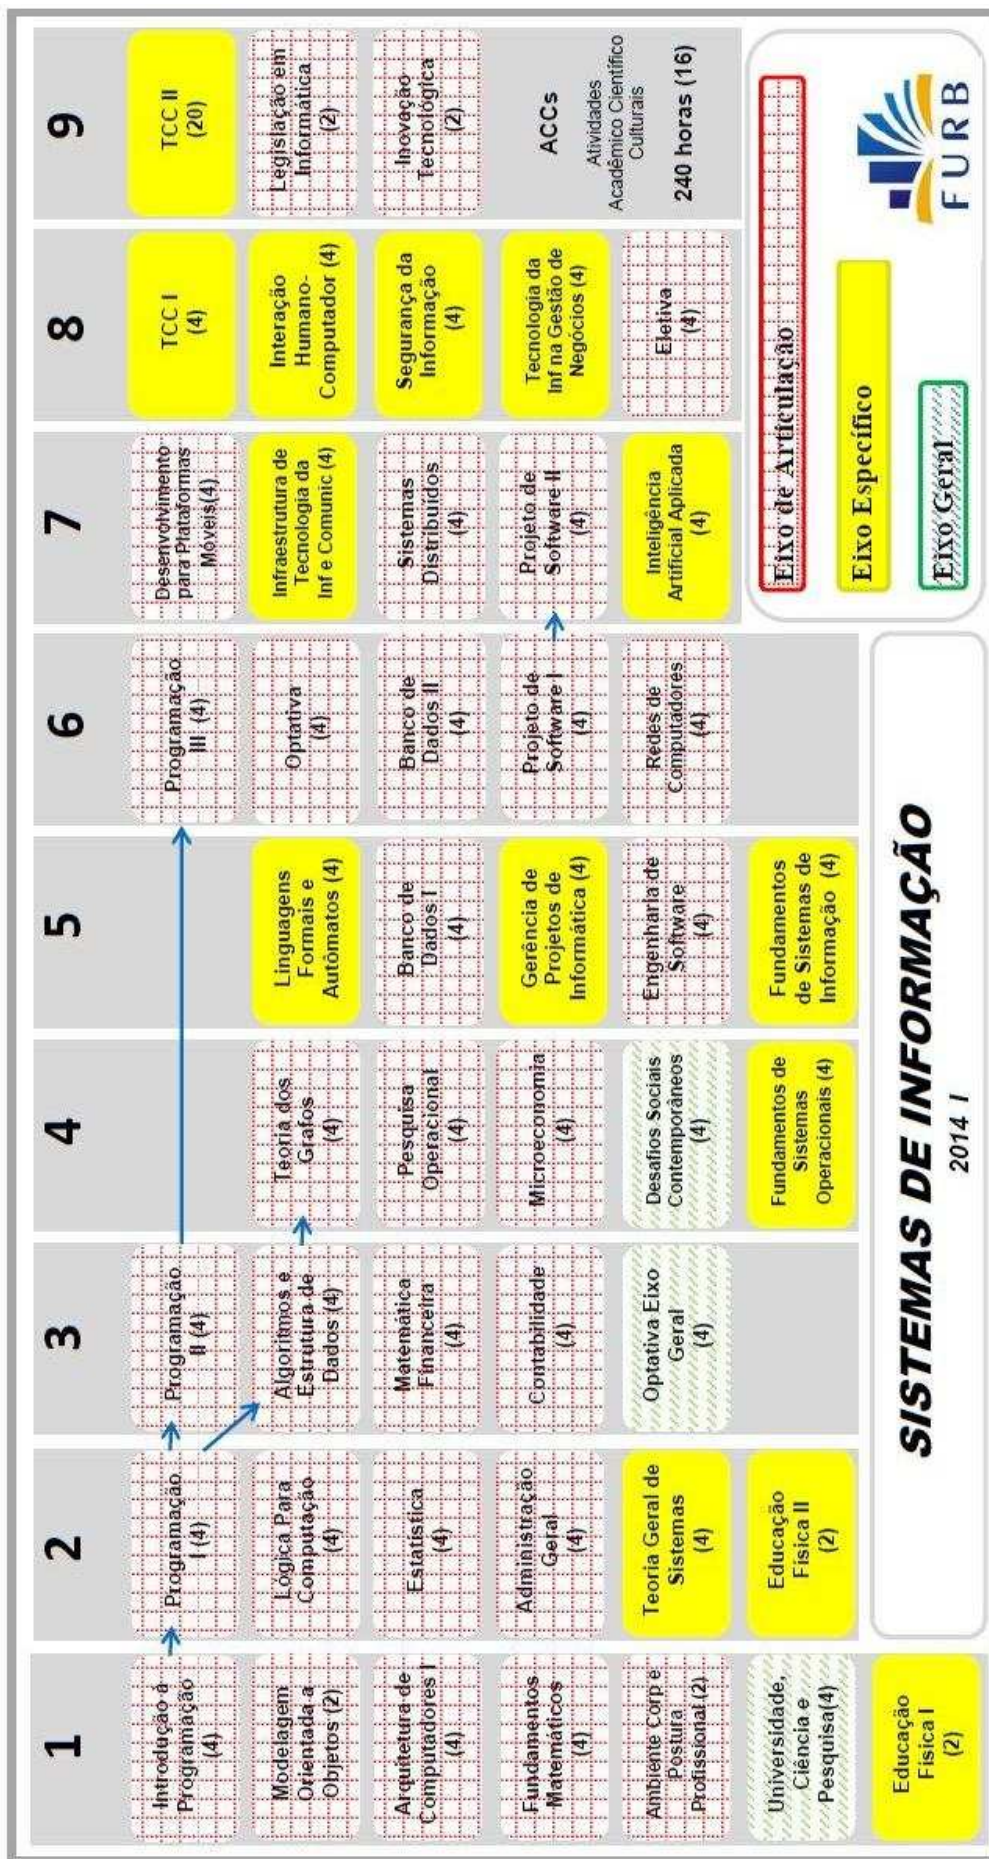 1
Introdução à
Programação
(4)
Modelagem
Orientada a
Objetos (2)
Arquitetura de
Computadores I
(4)
Fundamentos
Matemáticos
(4)
Ambiente Corp e
Postura
Profissional (2)
Universidade,
Ciência e
Pesquisa(4)
Educação
Física I
(2)
2
Programação
I (4)
Lógica Para
Computação
(4)
Estatística
(4)
Administração
Geral
(4)
Teoria Geral de
Sistemas
(4)
Educação
Física II
(2)
3
Programação
II (4)
Algoritmos e
Estrutura de
Dados (4)
Matemática
Financeira
(4)
Contabilidade
(4)
Optativa Eixo
Geral
(4)
4
Teoria dos
Grafos
(4)
Pesquisa
Operacional
(4)
Microeconomia
(4)
Desafios Sociais
Contemporâneos
(4)
Fundamentos de
Sistemas
Operacionais (4)
5
Linguagens
Formais e
Autômatos (4)
Banco de
Dados I
(4)
Gerência de
Projetos de
Informática (4)
Engenharia de
Software
(4)
Fundamentos
de Sistemas de
Informação (4)
6
Programação
III (4)
Optativa
(4)
Banco de
Dados II
(4)
Projeto de
Software I
(4)
Redes de
Computadores
(4)
7
Desenvolvimento
para Plataformas
Móveis(4)
Infraestrutura de
Tecnologia da
Inf e Comunic (4)
Sistemas
Distribuídos
(4)
Projeto de
Software II
(4)
Inteligência
Artificial Aplicada
(4)
8
TCC I
(4)
Interação
Humano-
Computador (4)
Segurança da
Informação
(4)
Tecnologia da
Inf na Gestão de
Negócios (4)
Eletiva
(4)
9
TCC II
(20)
Legislação em
Informática
(2)
Inovação
Tecnológica
(2)
ACCs
Atividades
Acadêmico Científico
Culturais
240 horas (16)
SISTEMAS DE INFORMAÇÃO
2014 I
Eixo de Articulação
Eixo Específico
Eixo Geral
FURB